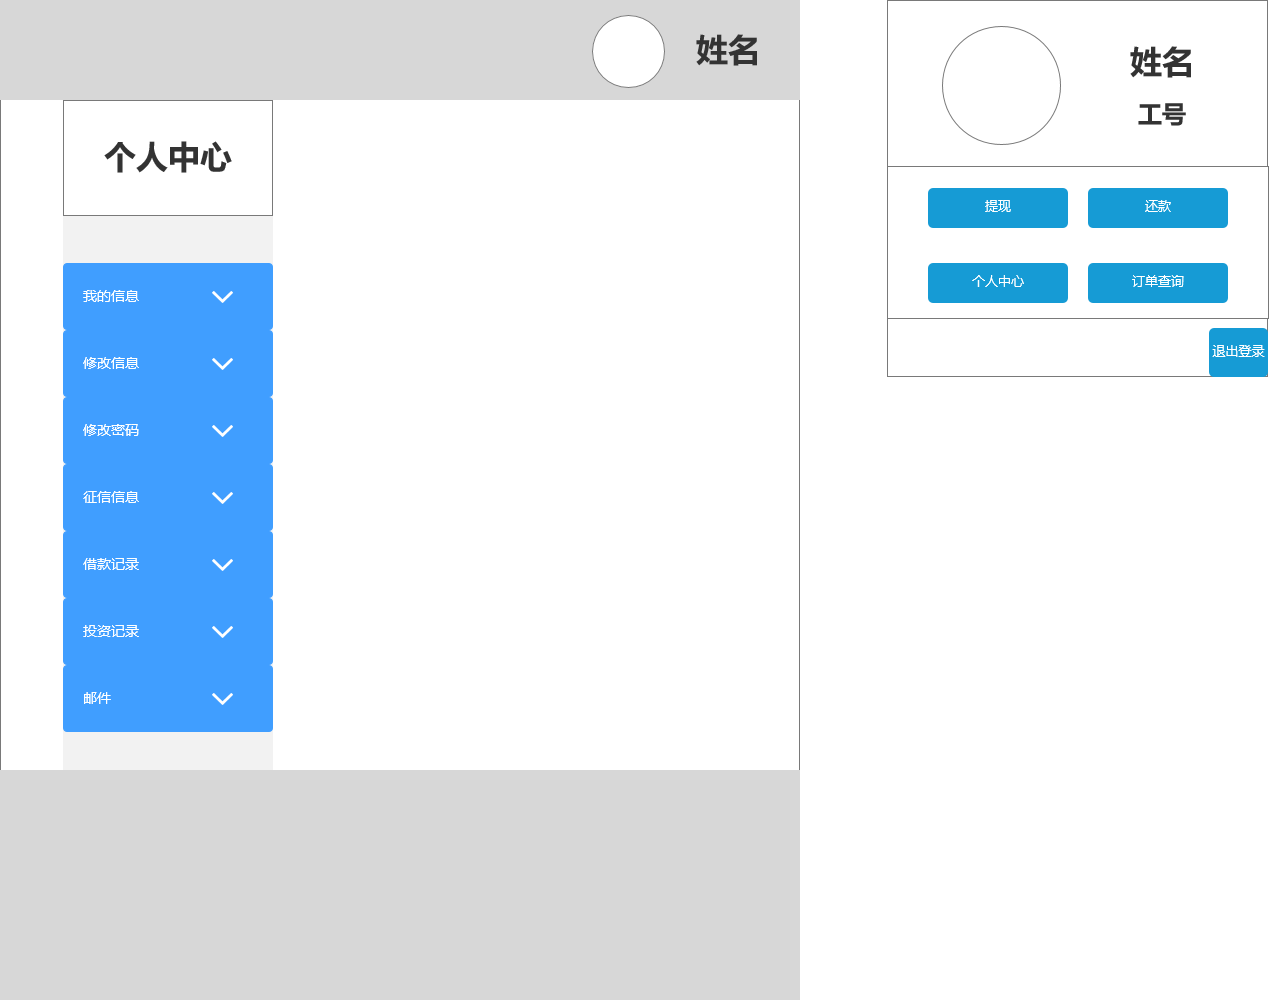 姓名
个人中心
我的信息
修改信息
修改密码
征信信息
借款记录
投资记录
邮件
姓名
工号
提现
还款
个人中心
订单查询
退出登录